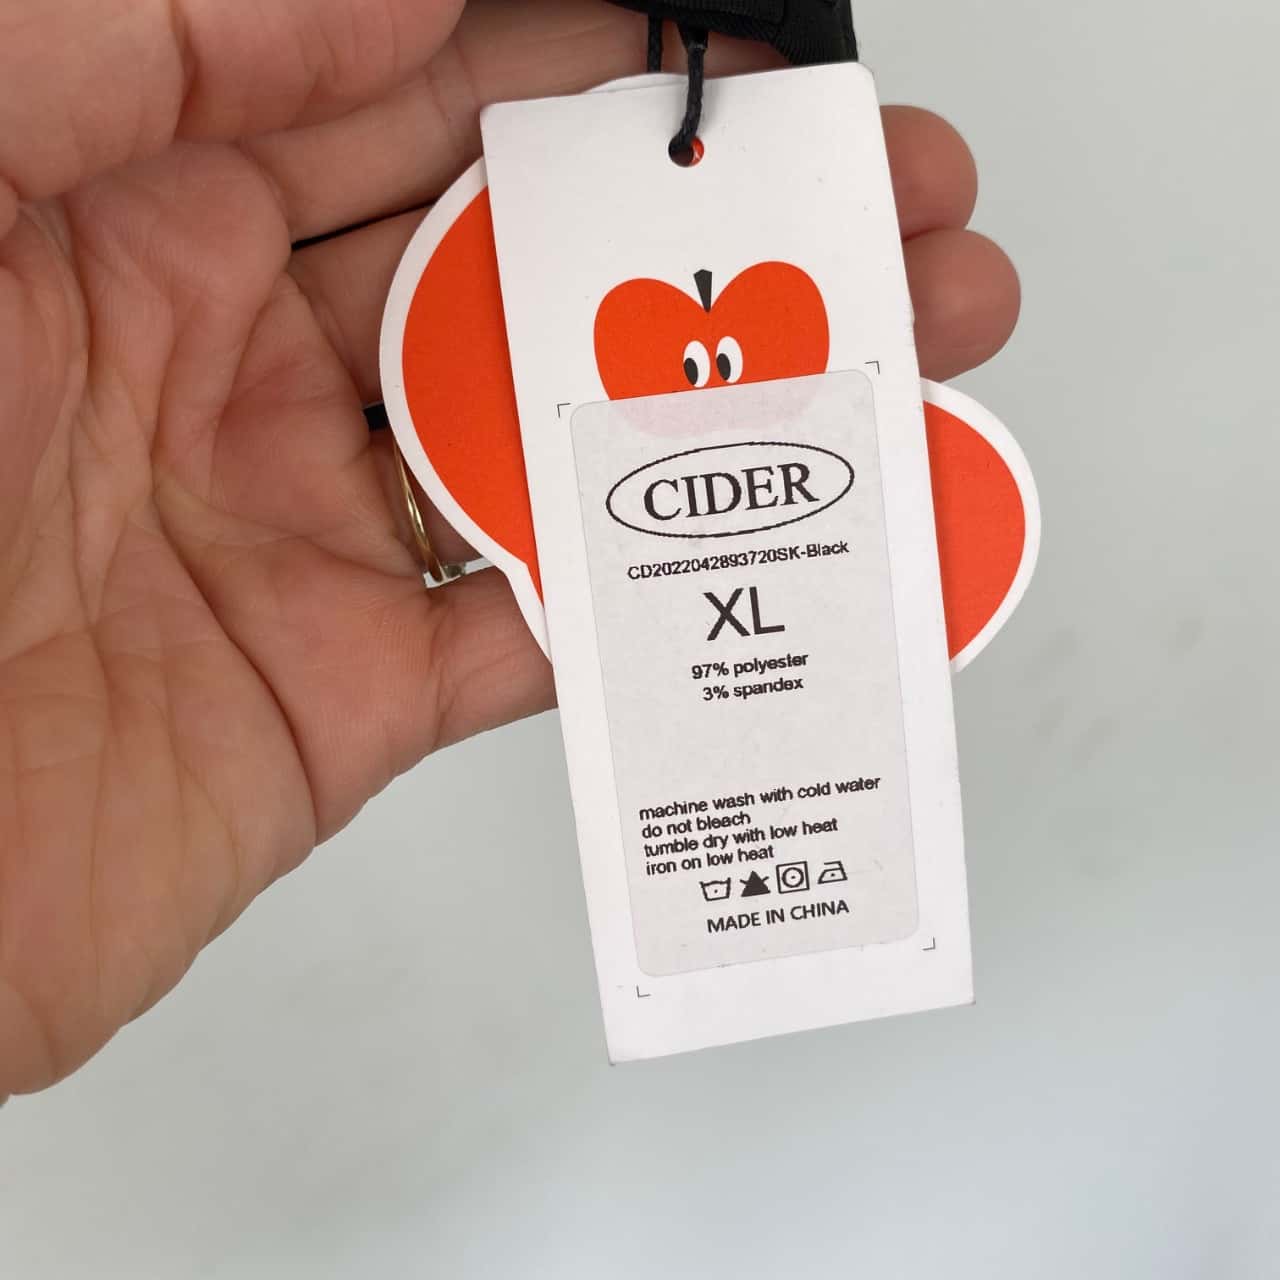 CIDER
CD2022042893720SK-Black
XL
97% polyester
3% spandex
machine wash with cold water
do not bleach
tumble dry with low heat
iron on low heat
MADE IN CHINA